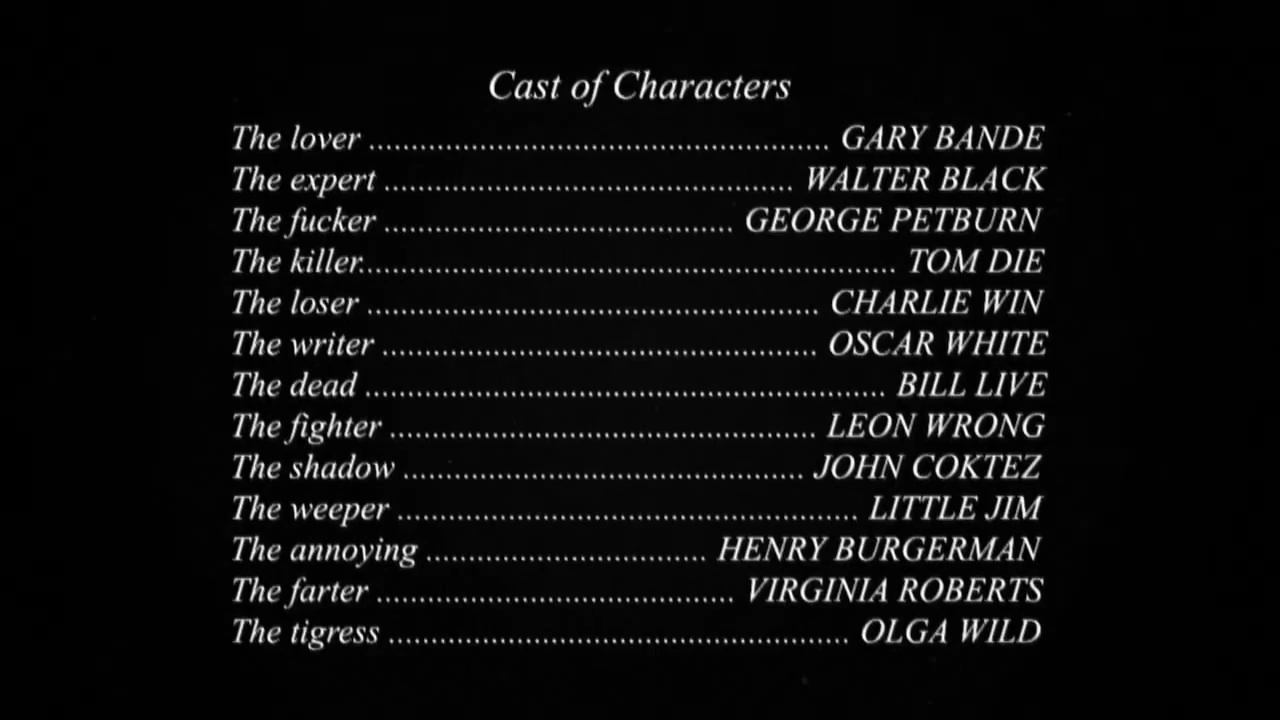 Cast of Characters
The lover ...................................................... GARY BANDE
The expert ................................................ WALTER BLACK
The fucker ......................................... GEORGE PETBURN
The killer.............................................................. TOM DIE
The loser ..................................................... CHARLIE WIN
The writer ................................................... OSCAR WHITE
The dead ............................................................. BILL LIVE
The fighter .................................................. LEON WRONG
The shadow ............................................... JOHN COKTEZ
The weeper ...................................................... LITTLE JIM
The annoying ................................. HENRY BURGERMAN
The farter .......................................... VIRGINIA ROBERTS
The tigress ...................................................... OLGA WILD